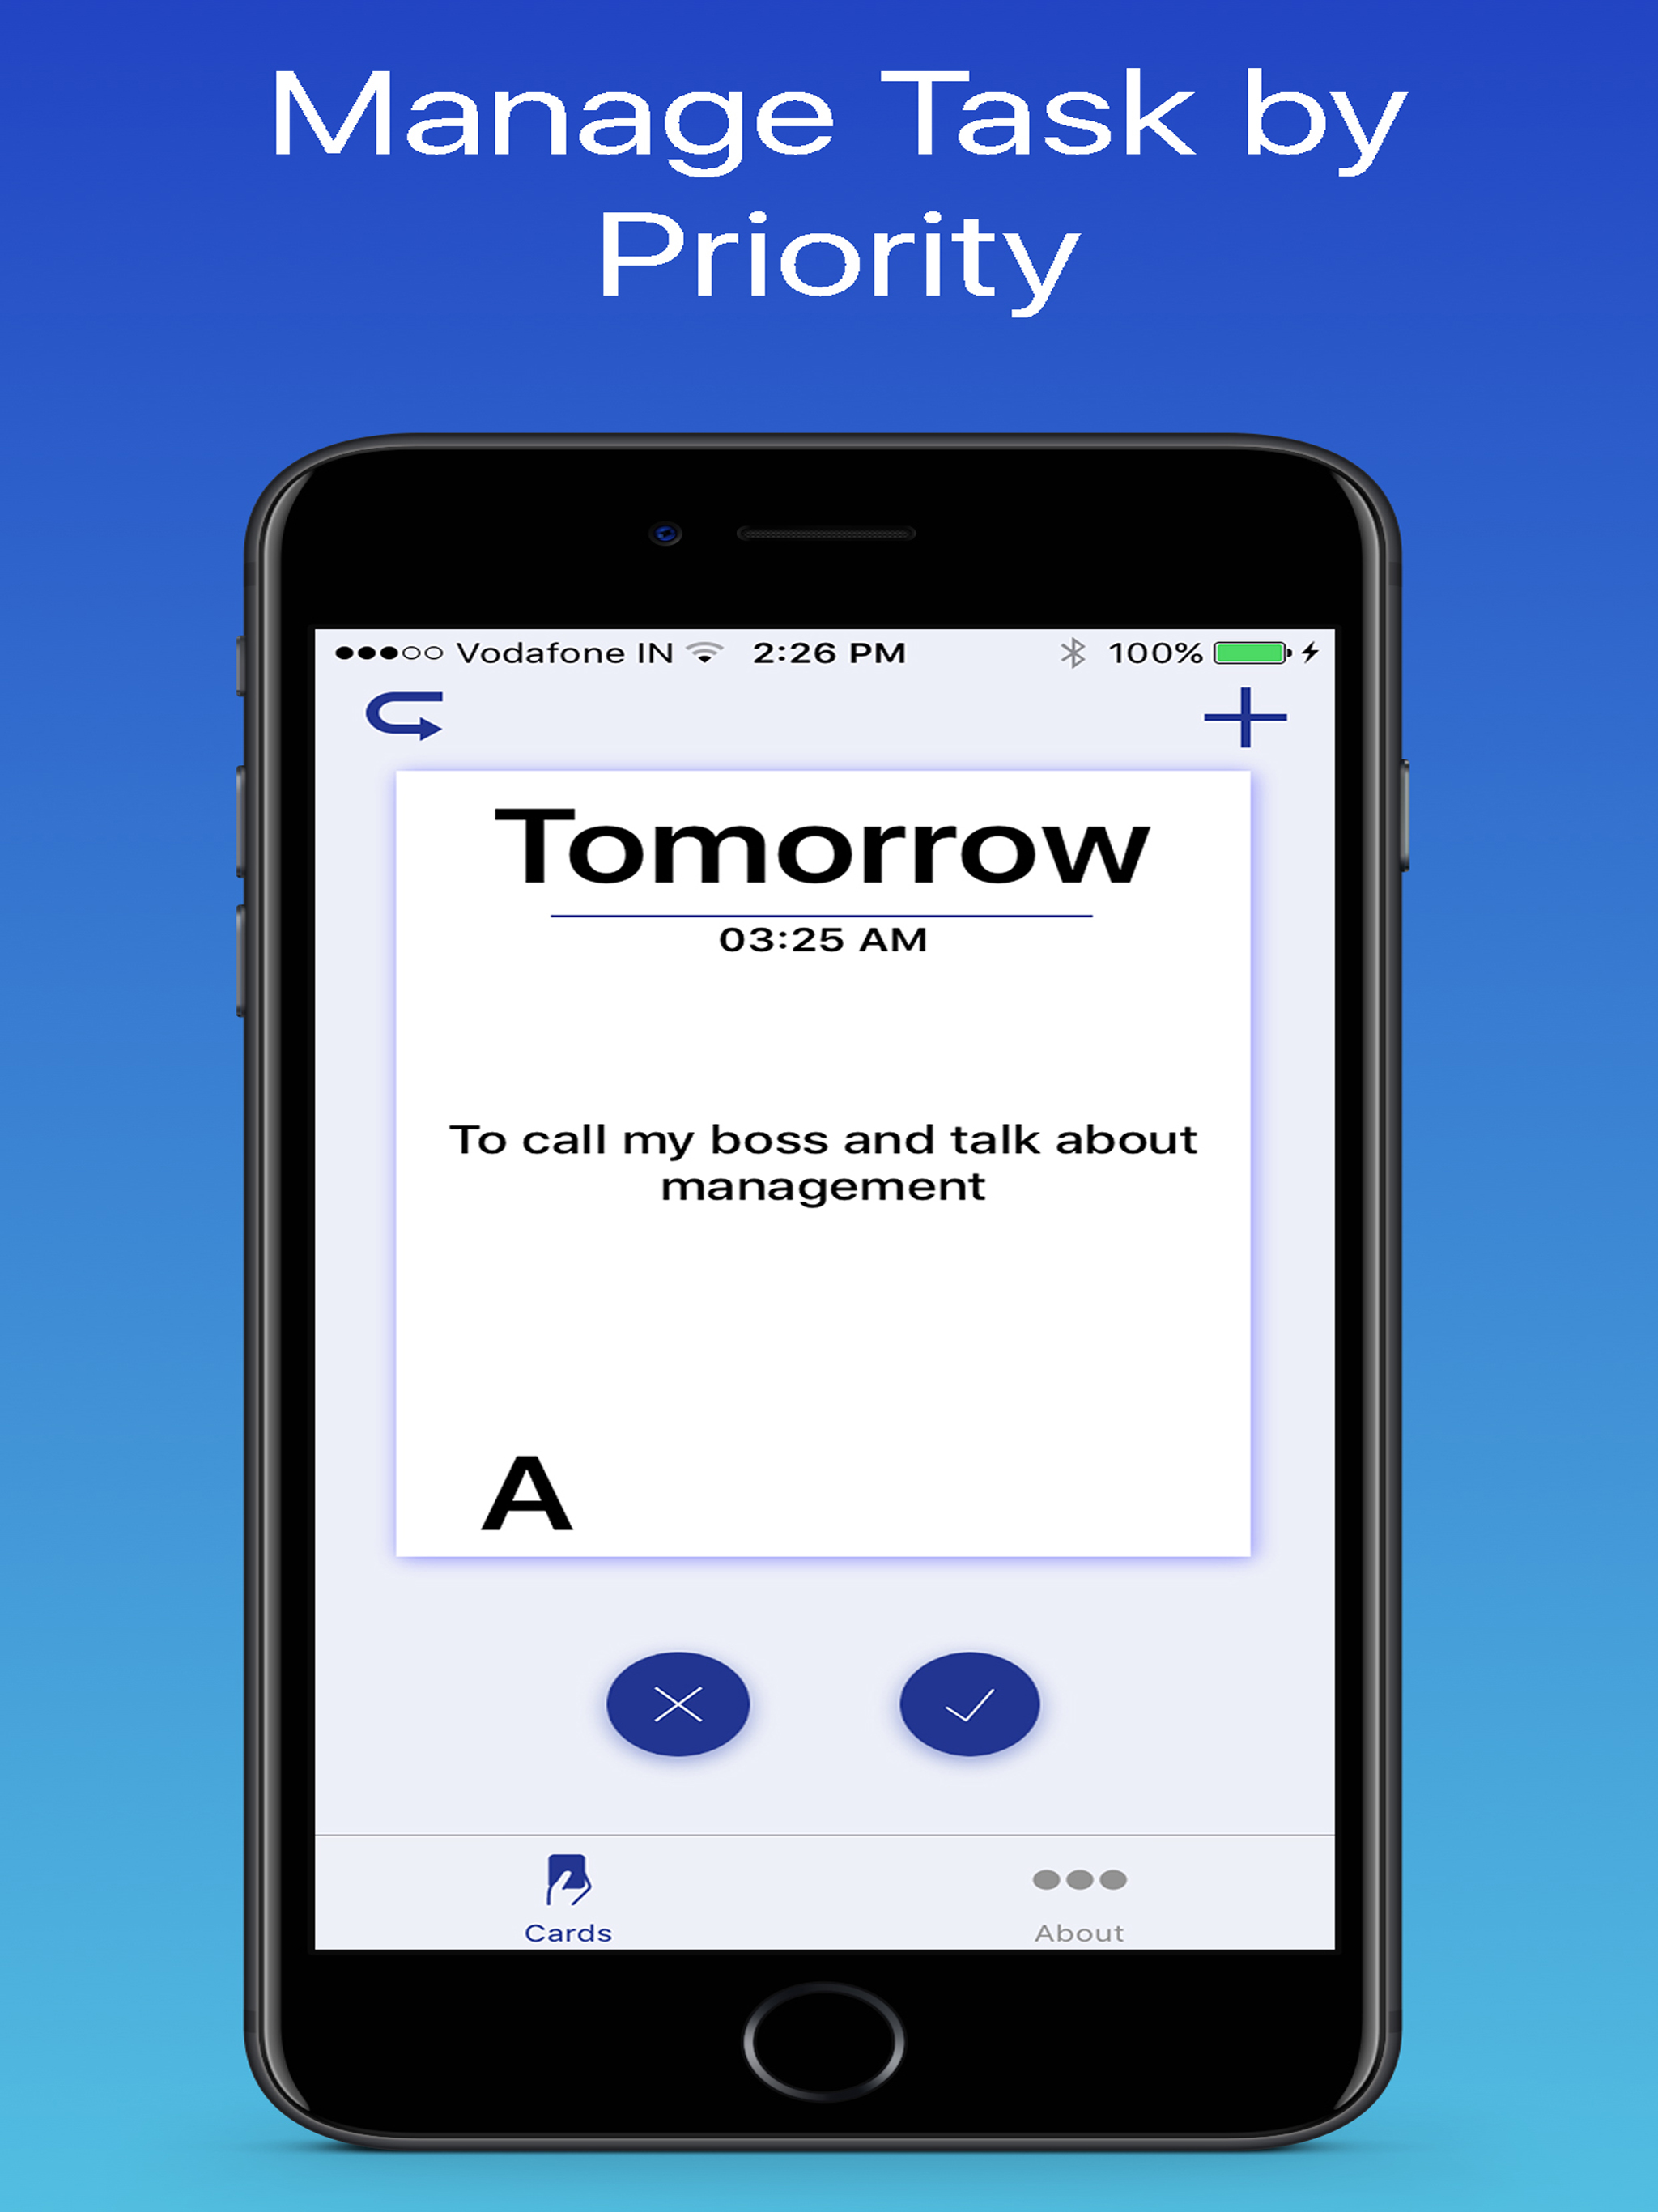 Manage Task by
Priority
Vodafone IN 2:26 PM 100%
Tomorrow
03:25 AM
To call my boss and talk about
management
A
Cards About